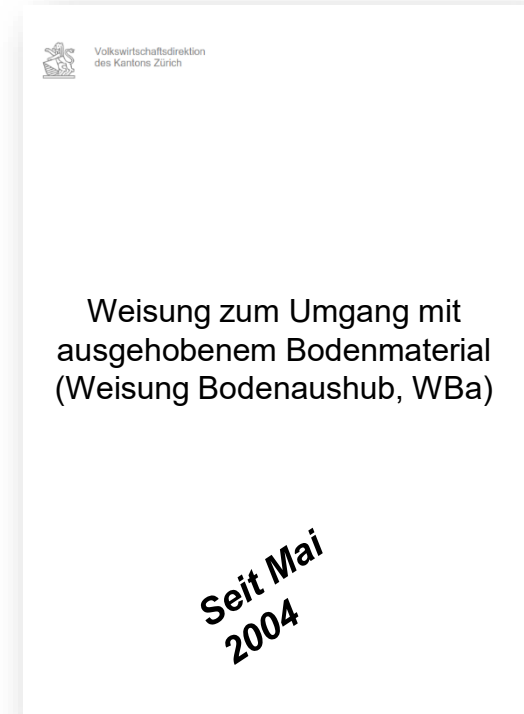 Volkswirtschaftsdirektion
des Kantons Zürich
Weisung zum Umgang mit
ausgehobenem Bodenmaterial
(Weisung Bodenaushub, WBa)
Seit Mai
2004